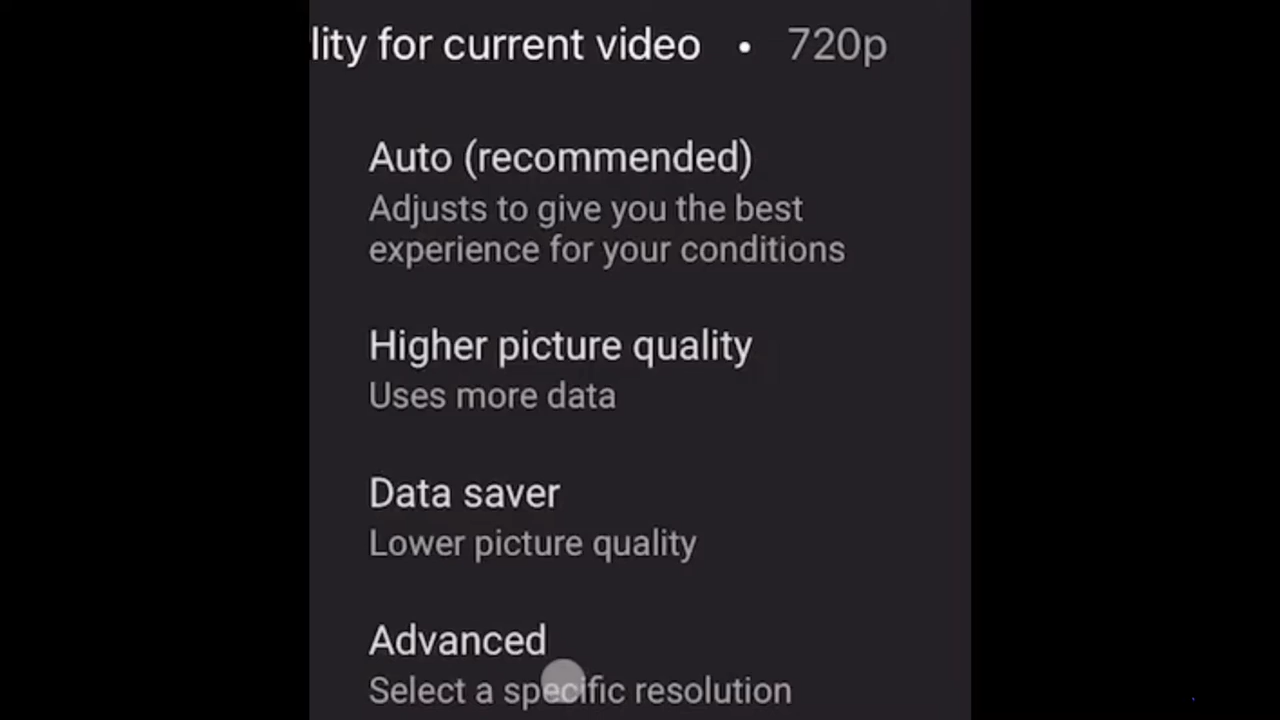 lity for current video • 720p
Auto (recommended)
Adjusts to give you the best
experience for your conditions
Higher picture quality
Uses more data
Data saver
Lower picture quality
Advanced
Select a specific resolution